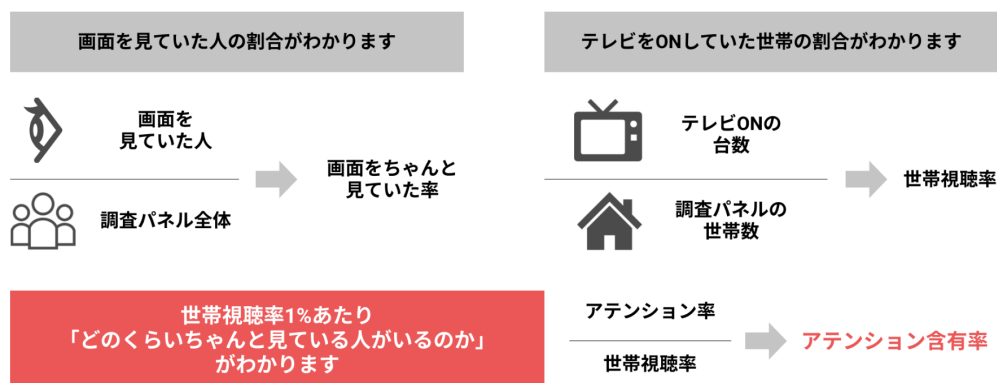 画面を見ていた人の割合がわかります
画面を
見ていた人
調査パネル全体
画面をちゃんと
見ていた率
テレビをONしていた世帯の割合がわかります
テレビONの
台数
調査パネルの
世帯数
世帯視聴率
世帯視聴率1%あたり
「どのくらいちゃんと見ている人がいるのか」
がわかります
アテンション率
世帯視聴率
アテンション含有率